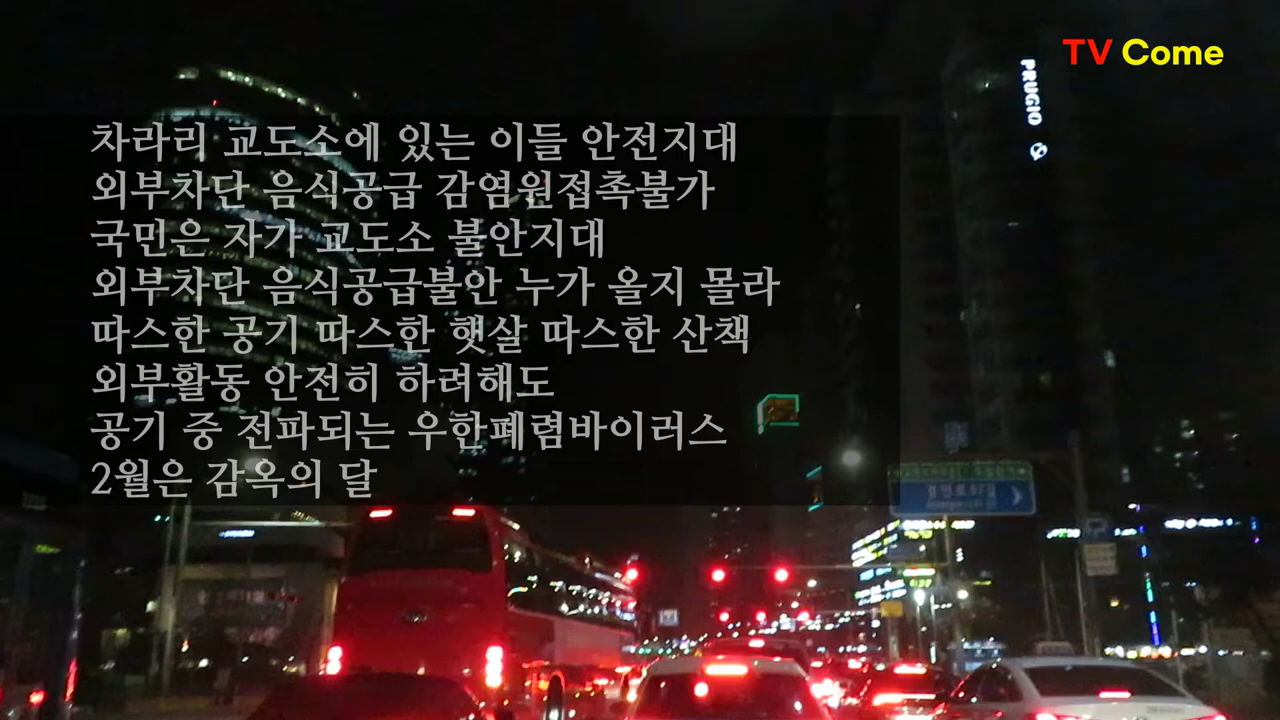 TV Come
PRUGIO
차라리 교도소에 있는 이들 안전지대
외부차단 음식공급 감염원접촉불가
국민은 자가 교도소 불안지대
외부차단 음식공급불안 누가 올지 몰라
따스한 공기 따스한 햇살 따스한 산책
외부활동 안전히 하려해도
공기 중 전파되는 우한폐렴바이러스
2월은 감옥의 달